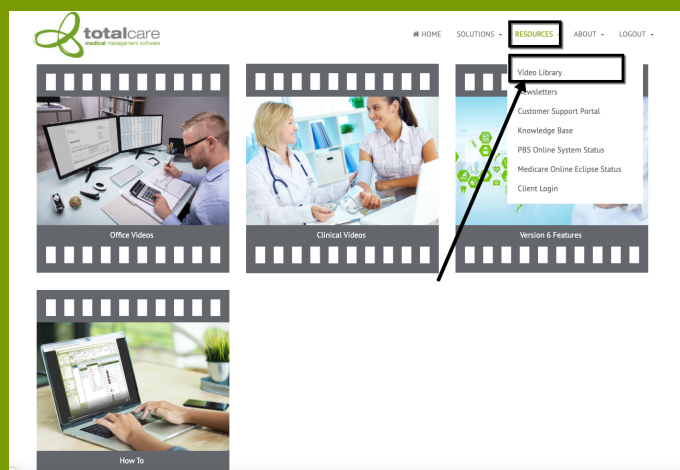 totalcare
medical management software
HOME
SOLUTIONS
RESOURCES
ABOUT
LOGOUT
Video Library
Newsletters
Customer Support Portal
Knowledge Base
PBS Online System Status
Medicare Online Eclipse Status
Client Login
Office Videos
Clinical Videos
Version 6 Features
How To